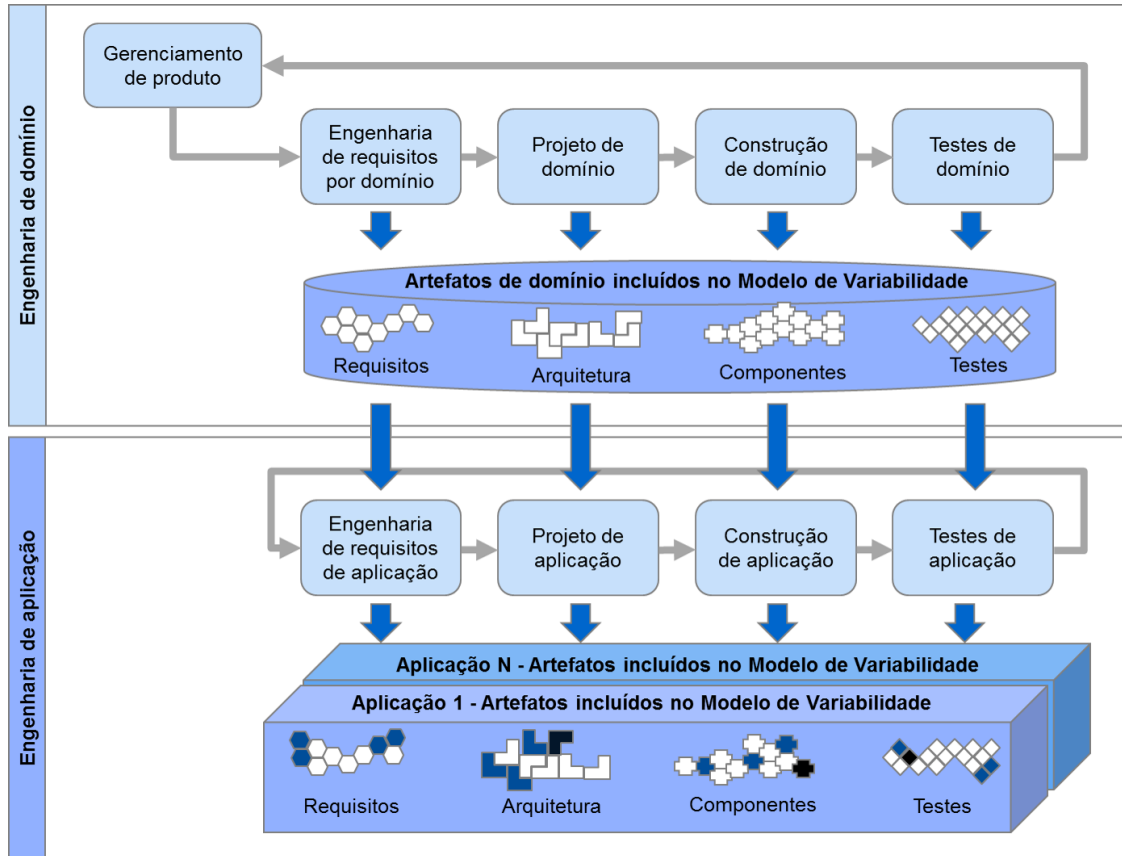 Engenharia de domínio
Gerenciamento
de produto
Engenharia
de requisitos
por domínio
Projeto de
domínio
Construção
de domínio
Testes de
domínio
Artefatos de domínio incluídos no Modelo de Variabilidade
Requisitos
Arquitetura
Componentes
Testes
Engenharia de aplicação
Engenharia
de requisitos
de aplicação
Projeto de
aplicação
Construção
de aplicação
Testes de
aplicação
Aplicação N - Artefatos incluídos no Modelo de Variabilidade
Aplicação 1 - Artefatos incluídos no Modelo de Variabilidade
Requisitos
Arquitetura
Componentes
Testes